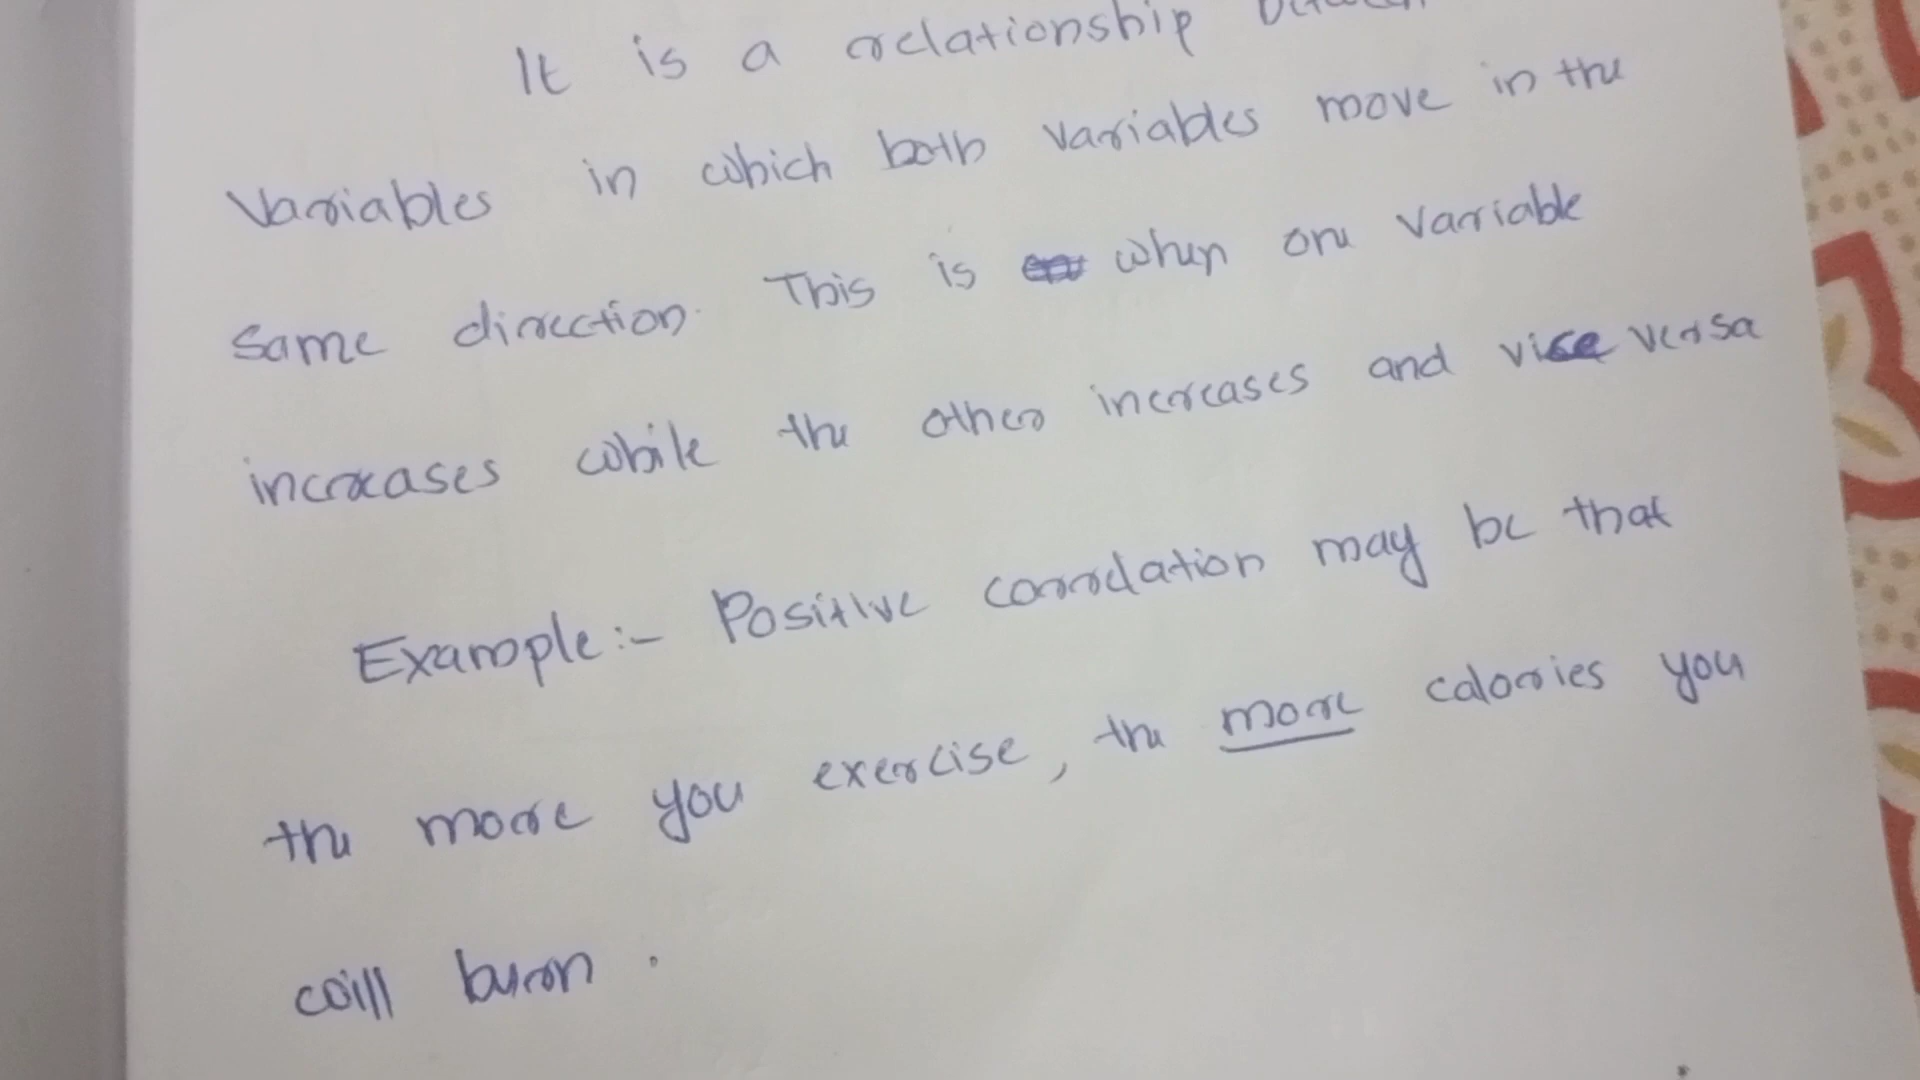 It is a relationship between
Variables in which both variables move in the
same direction. This is when one variable
increases while the other increases and vice versa
Example:- Positive correlation may be that
the more you exercise, the more calories you
will burn.